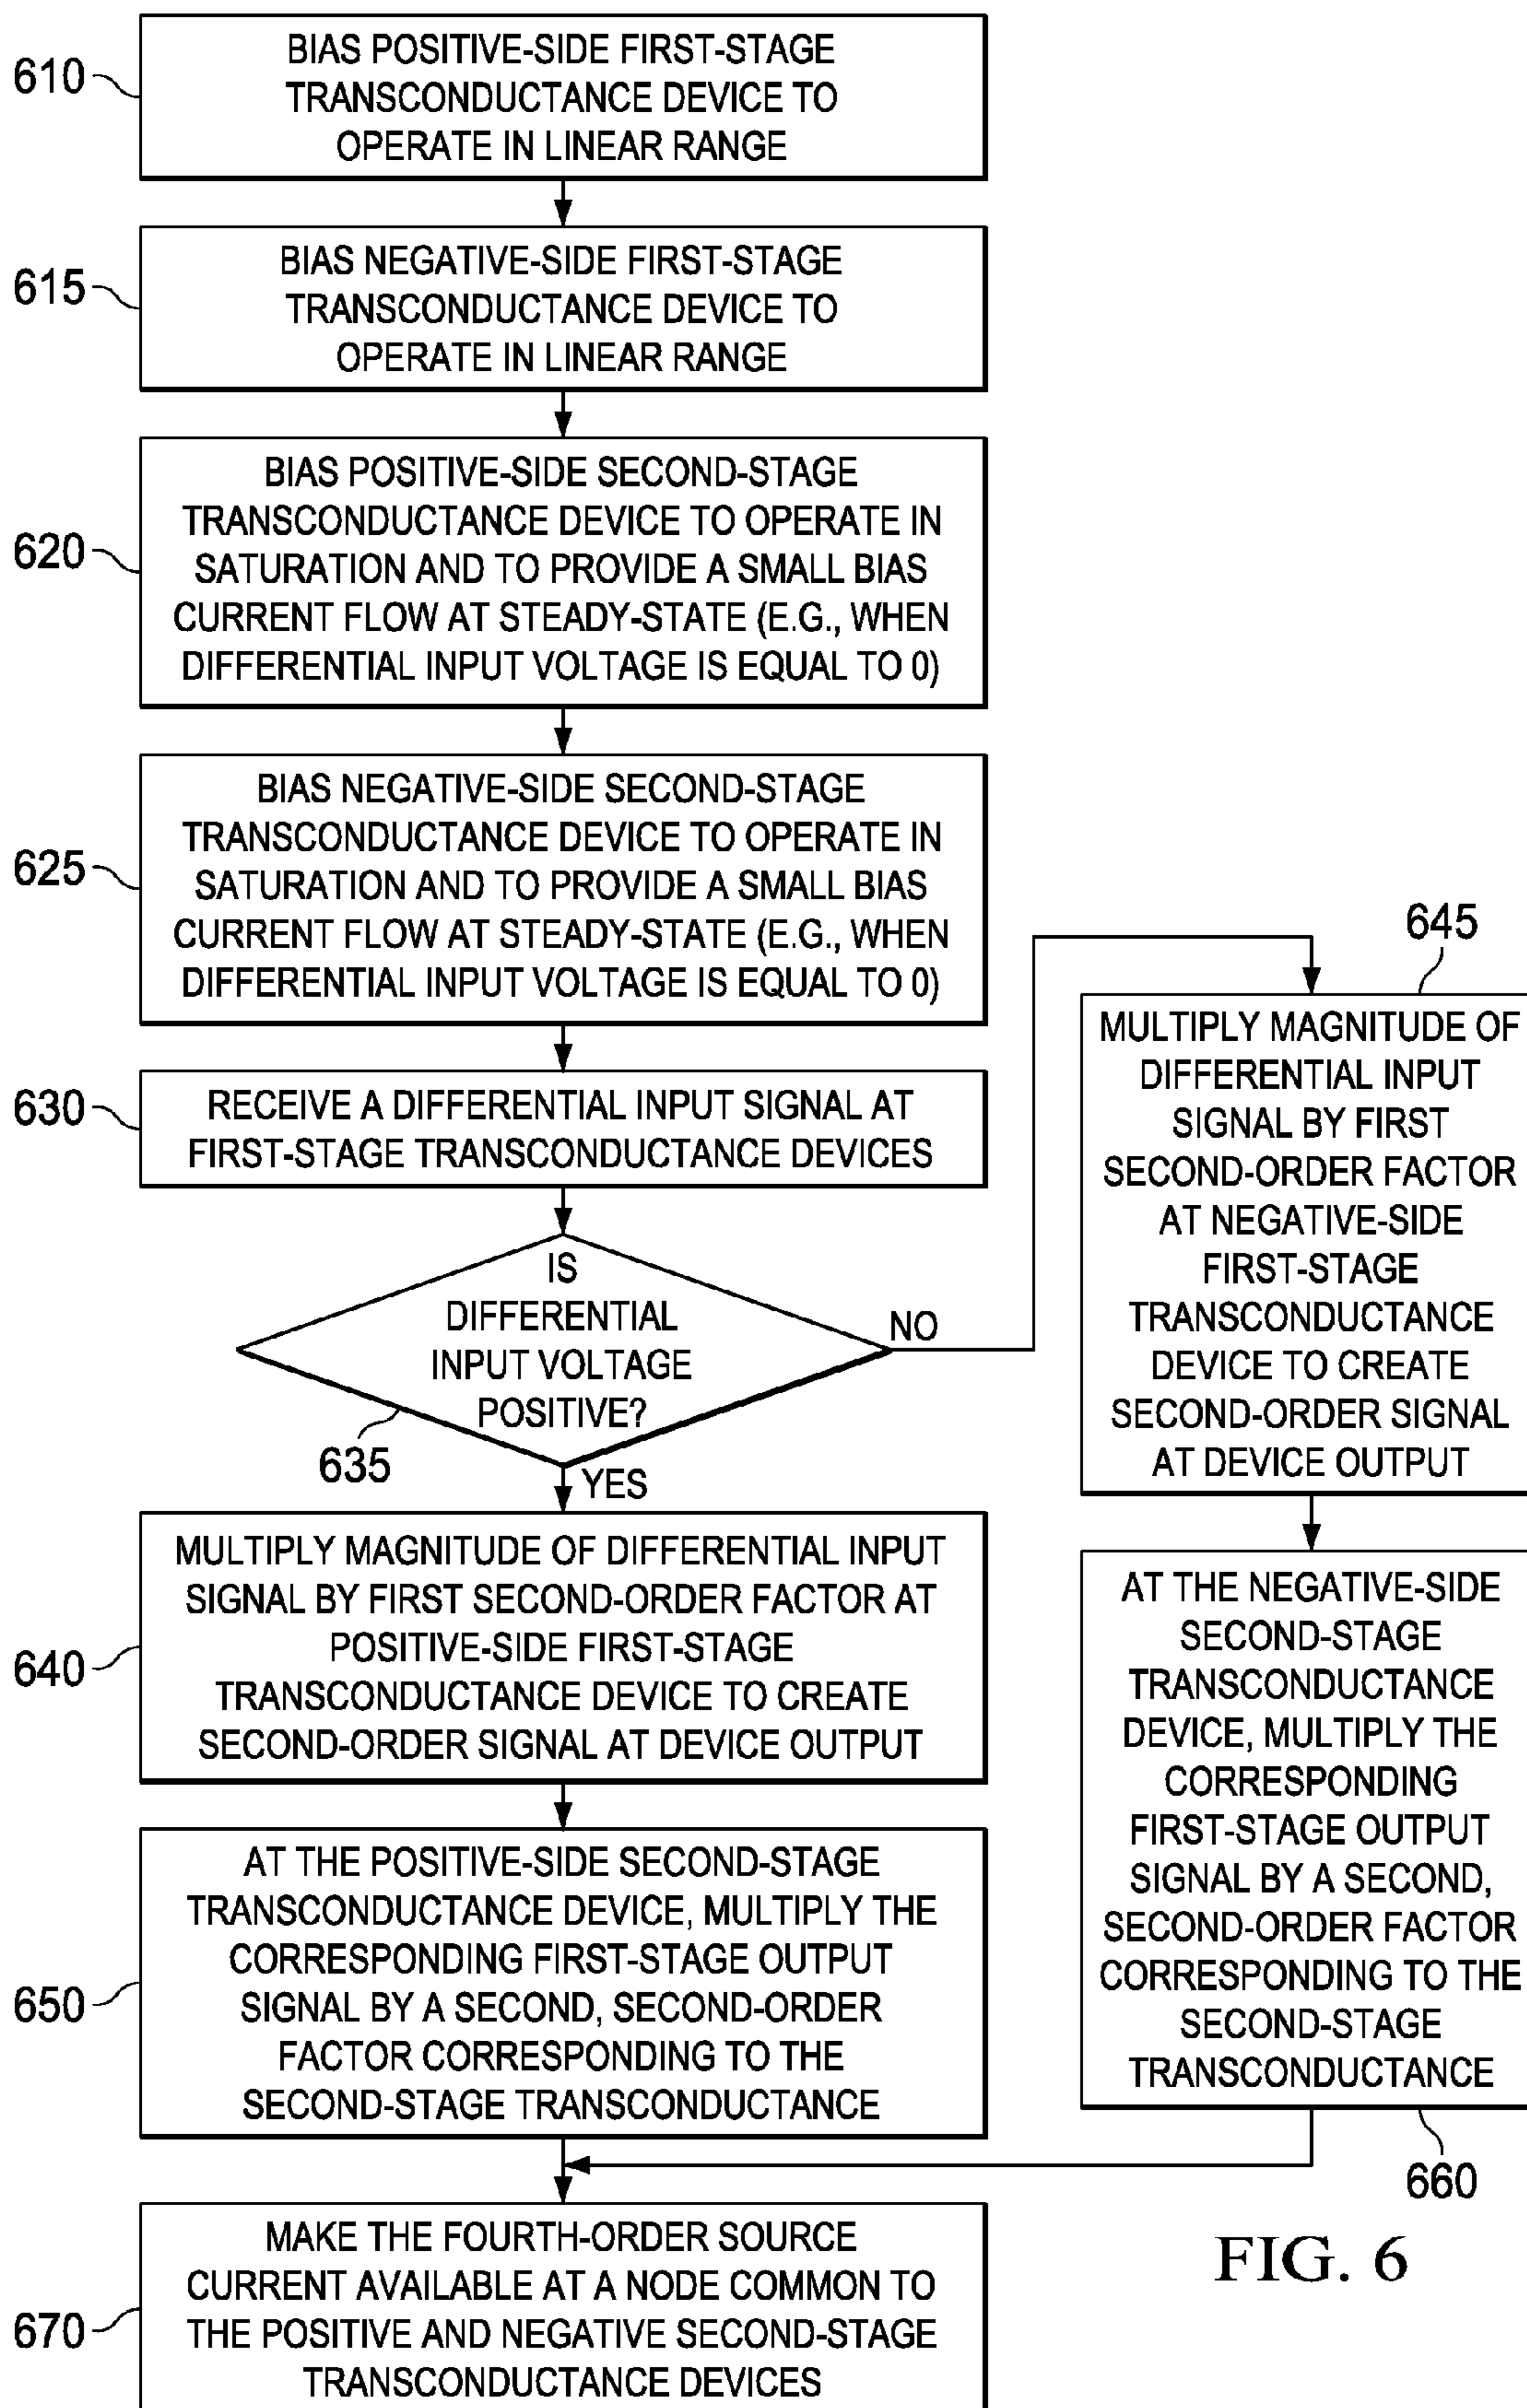 610
BIAS POSITIVE-SIDE FIRST-STAGE
TRANSCONDUCTANCE DEVICE TO
OPERATE IN LINEAR RANGE
615
BIAS NEGATIVE-SIDE FIRST-STAGE
TRANSCONDUCTANCE DEVICE TO
OPERATE IN LINEAR RANGE
620
BIAS POSITIVE-SIDE SECOND-STAGE
TRANSCONDUCTANCE DEVICE TO OPERATE IN
SATURATION AND TO PROVIDE A SMALL BIAS
CURRENT FLOW AT STEADY-STATE (E.G., WHEN
DIFFERENTIAL INPUT VOLTAGE IS EQUAL TO 0)
625
BIAS NEGATIVE-SIDE SECOND-STAGE
TRANSCONDUCTANCE DEVICE TO OPERATE IN
SATURATION AND TO PROVIDE A SMALL BIAS
CURRENT FLOW AT STEADY-STATE (E.G., WHEN
DIFFERENTIAL INPUT VOLTAGE IS EQUAL TO 0)
630
RECEIVE A DIFFERENTIAL INPUT SIGNAL AT
FIRST-STAGE TRANSCONDUCTANCE DEVICES
IS
DIFFERENTIAL
INPUT VOLTAGE
POSITIVE?
635
NO
YES
640
MULTIPLY MAGNITUDE OF DIFFERENTIAL INPUT
SIGNAL BY FIRST SECOND-ORDER FACTOR AT
POSITIVE-SIDE FIRST-STAGE
TRANSCONDUCTANCE DEVICE TO CREATE
SECOND-ORDER SIGNAL AT DEVICE OUTPUT
650
AT THE POSITIVE-SIDE SECOND-STAGE
TRANSCONDUCTANCE DEVICE, MULTIPLY THE
CORRESPONDING FIRST-STAGE OUTPUT
SIGNAL BY A SECOND, SECOND-ORDER
FACTOR CORRESPONDING TO THE
SECOND-STAGE TRANSCONDUCTANCE
645
MULTIPLY MAGNITUDE OF
DIFFERENTIAL INPUT
SIGNAL BY FIRST
SECOND-ORDER FACTOR
AT NEGATIVE-SIDE
FIRST-STAGE
TRANSCONDUCTANCE
DEVICE TO CREATE
SECOND-ORDER SIGNAL
AT DEVICE OUTPUT
AT THE NEGATIVE-SIDE
SECOND-STAGE
TRANSCONDUCTANCE
DEVICE, MULTIPLY THE
CORRESPONDING
FIRST-STAGE OUTPUT
SIGNAL BY A SECOND,
SECOND-ORDER FACTOR
CORRESPONDING TO THE
SECOND-STAGE
TRANSCONDUCTANCE
660
670
MAKE THE FOURTH-ORDER SOURCE
CURRENT AVAILABLE AT A NODE COMMON TO
THE POSITIVE AND NEGATIVE SECOND-STAGE
TRANSCONDUCTANCE DEVICES
FIG. 6